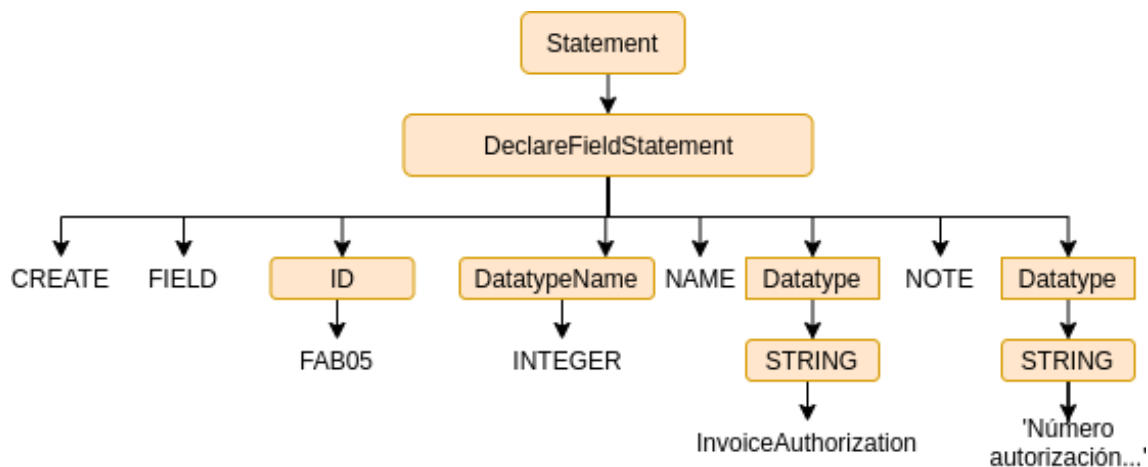 Statement
DeclareFieldStatement
CREATE FIELD ID DatatypeName NAME Datatype NOTE Datatype
FAB05 INTEGER STRING STRING
InvoiceAuthorization 'Número
autorización...'